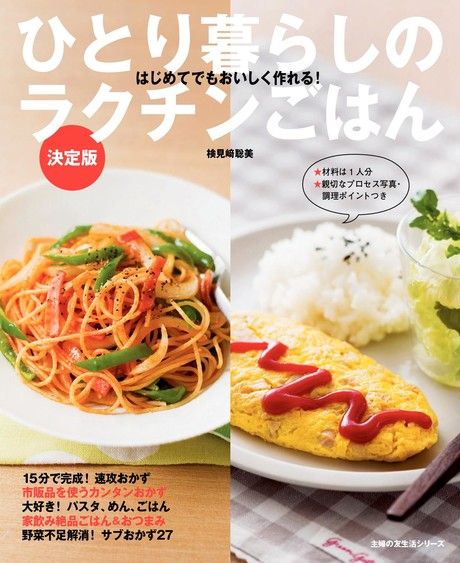 ひとり暮らしの
はじめてでもおいしく作れる!
ラクチンごはん
決定版
検見﨑聡美
★材料は1人分
★親切なプロセス写真・
調理ポイントつき
15分で完成! 速攻おかず
市販品を使うカンタンおかず
大好き! パスタ、めん、ごはん
家飲み絶品ごはん&おつまみ
野菜不足解消! サブおかず27
主婦の友生活シリーズ